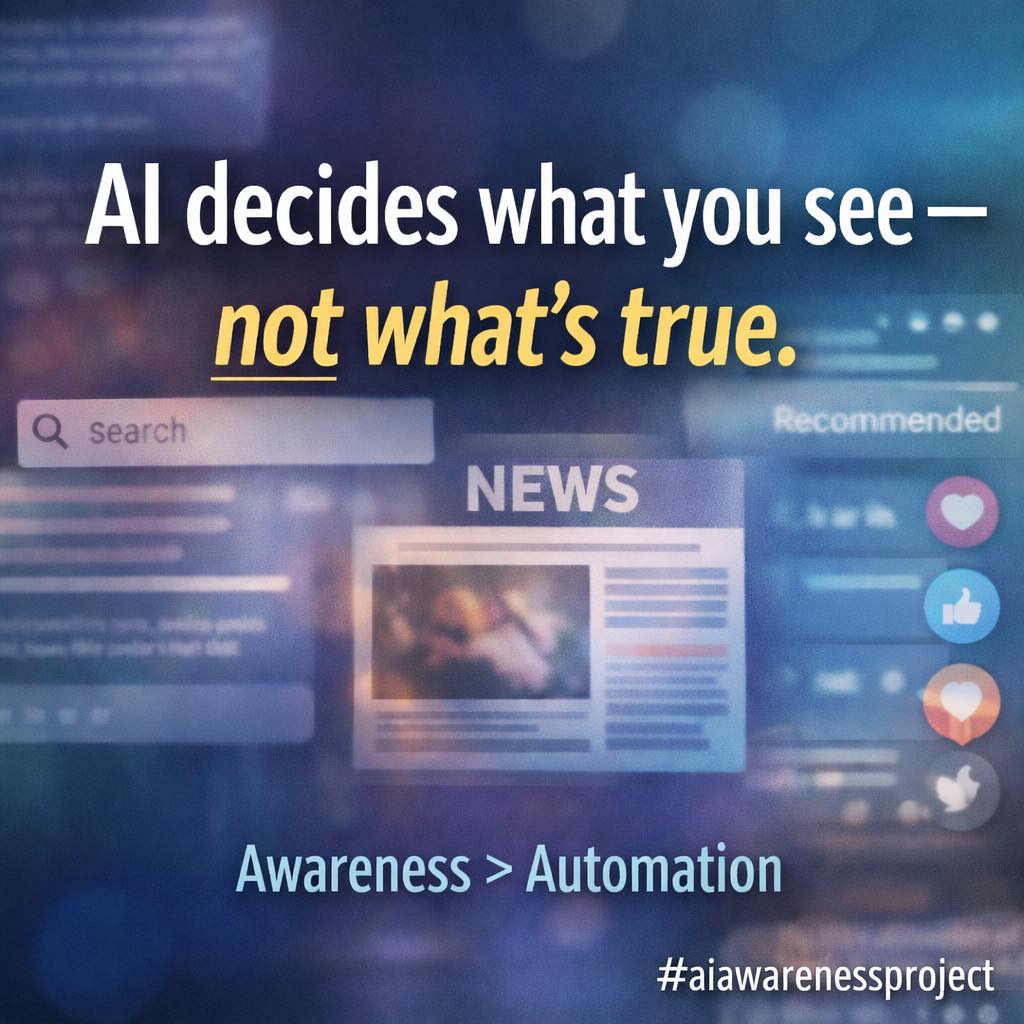 AI decides what you see—
not what's true.
search
Recommended
NEWS
Awareness > Automation
#aiawarenessproject